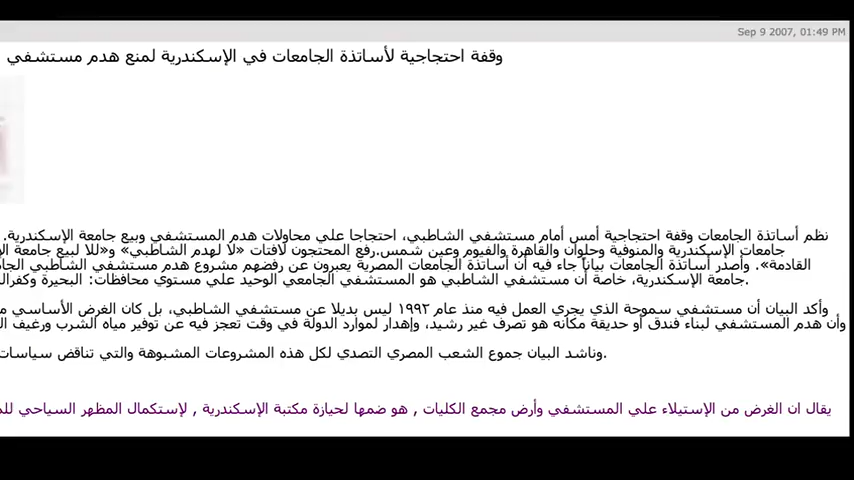 Sep 9 2007, 01:49 PM
وقفة احتجاجية لأساتذة الجامعات في الإسكندرية لمنع هدم مستشفي
نظم أساتذة الجامعات وقفة احتجاجية أمس أمام مستشفي الشاطبي، احتجاجا علي محاولات هدم المستشفي وبيع جامعة الإسكندرية.
جامعات الإسكندرية والمنوفية وحلوان والقاهرة والفيوم وعين شمس.رفع المحتجون لافتات «لا لهدم الشاطبي» و«للا لبيع جامعة
القادمة». وأصدر أساتذة الجامعات بياناً جاء فيه أن أساتذة الجامعات المصرية يعبرون عن رفضهم مشروع هدم مستشفي الشاطبي
جامعة الإسكندرية، خاصة أن مستشفي الشاطبي هو المستشفي الجامعي الوحيد علي مستوي محافظات: البحيرة وكفر
وأكد البيان أن مستشفي سموحة الذي يجري العمل فيه منذ عام ١٩٩٢ ليس بديلا عن مستشفي الشاطبي، بل كان الغرض الأساسي
وأن هدم المستشفي لبناء فندق أو حديقة مكانه هو تصرف غير رشيد، وإهدار لموارد الدولة في وقت تعجز فيه عن توفير مياه الشرب ورغيف
وناشد البيان جموع الشعب المصري التصدي لكل هذه المشروعات المشبوهة والتي تناقض سياسات.
يقال ان الغرض من الإستيلاء علي المستشفي وأرض مجمع الكليات , هو ضمها لحيازة مكتبة الإسكندرية , لإستكمال المظهر السياحي